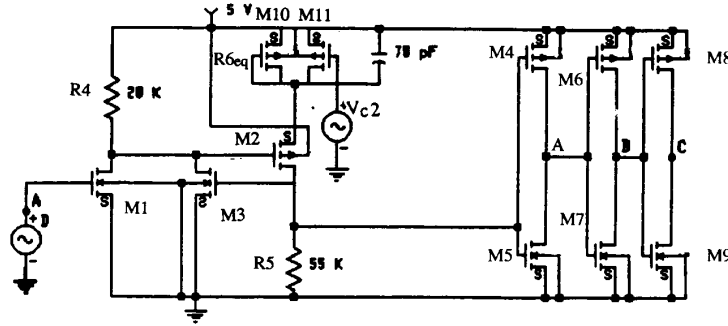 5 V M10 M11
M4
M8
R6eq
70 pF
M6
R4
20 K
Vc2
M2
A
B
C
A
D
M1
M3
M7
M5
M9
R5
55 K
S
S
S
S
S
S
S
S
S
S
S